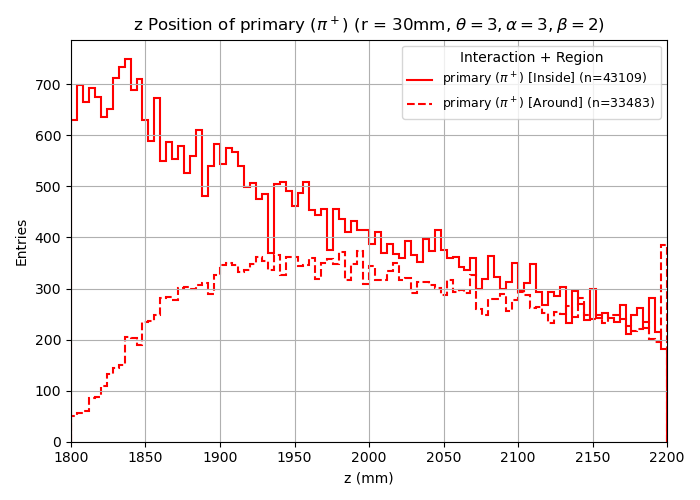 z Position of primary (π⁺) (r = 30mm, θ = 3, α = 3, β = 2)
Interaction + Region
primary (π⁺) [Inside] (n=43109)
primary (π⁺) [Around] (n=33483)
Entries
700
600
500
400
300
200
100
0
1800 1850 1900 1950 2000 2050 2100 2150 2200
z (mm)